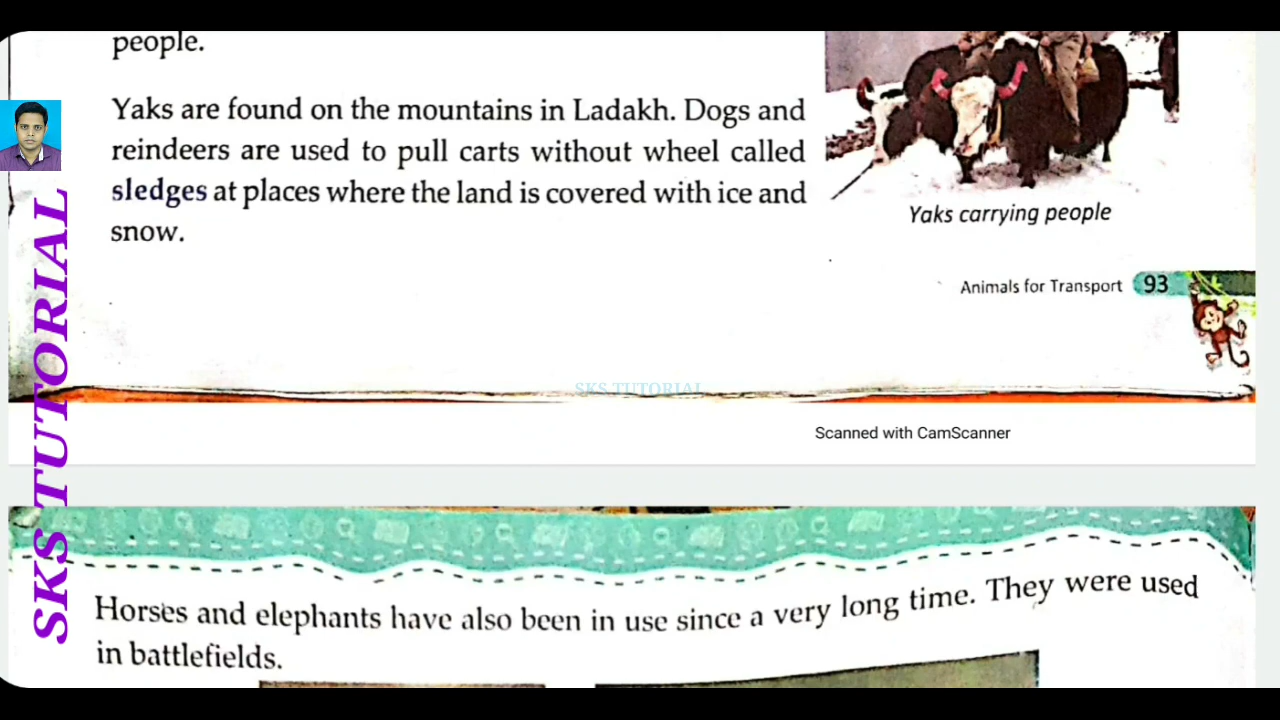 people.
Yaks are found on the mountains in Ladakh. Dogs and
reindeers are used to pull carts without wheel called
sledges at places where the land is covered with ice and
snow.
Yaks carrying people
Animals for Transport 93
SKS TUTORIAL
Scanned with CamScanner
SKS TUTORIAL
Horses and elephants have also been in use since a very long time. They were used
in battlefields.